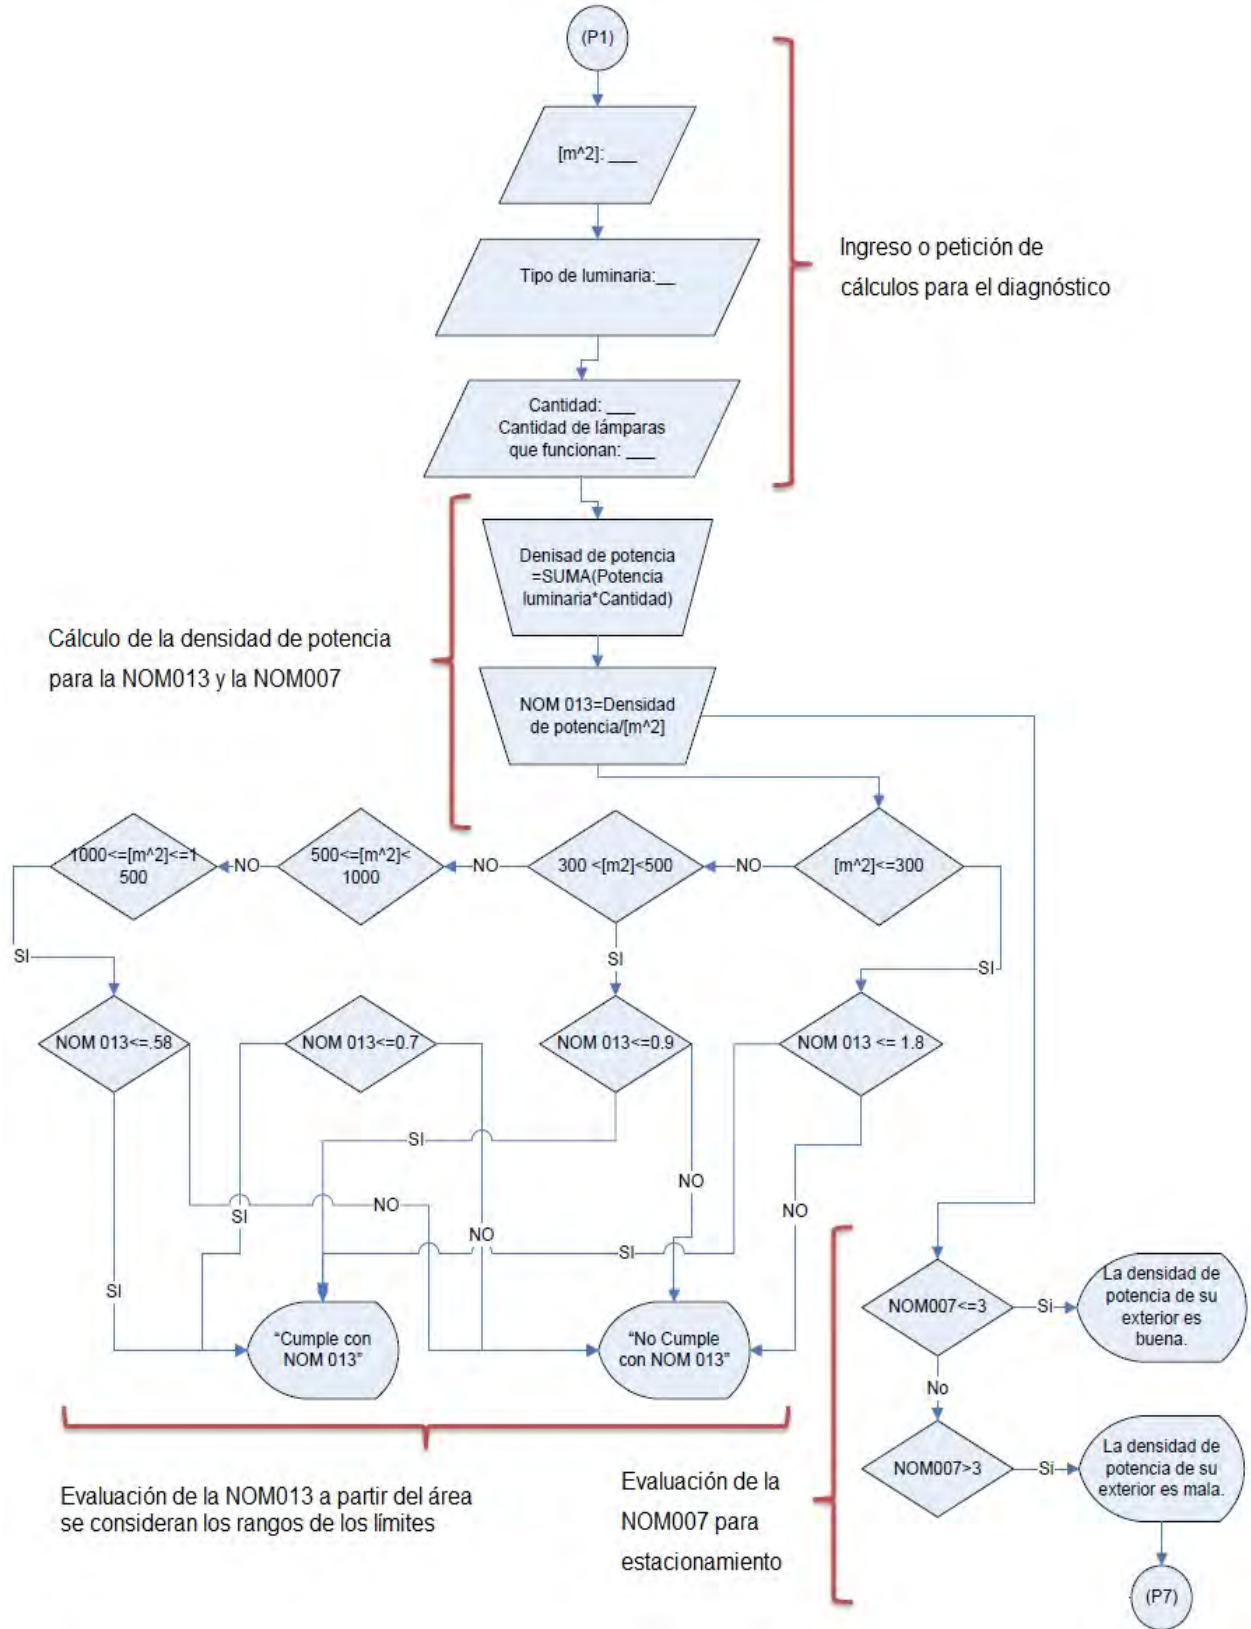 (P1)
[m^2]: ___
Tipo de luminaria:__
Cantidad: ___
Cantidad de lámparas
que funcionan: ___
Ingreso o petición de
cálculos para el diagnóstico
Denisad de potencia
=SUMA(Potencia
luminaria*Cantidad)
NOM 013=Densidad
de potencia/[m^2]
Cálculo de la densidad de potencia
para la NOM013 y la NOM007
1000<=[m^2]<=1
500
NO
500<=[m^2]<
1000
NO
300 <[m2]<500
NO
[m^2]<=300
SI
SI
SI
NOM 013<=.58
NOM 013<=0.7
NOM 013<=0.9
NOM 013 <= 1.8
SI
NO
NO
SI
NO
NO
SI
SI
"Cumple con
NOM 013"
"No Cumple
con NOM 013"
NOM007<=3
Si
La densidad de
potencia de su
exterior es
buena.
No
NOM007>3
Si
La densidad de
potencia de su
exterior es mala.
(P7)
Evaluación de la NOM013 a partir del área
se consideran los rangos de los límites
Evaluación de la
NOM007 para
estacionamiento